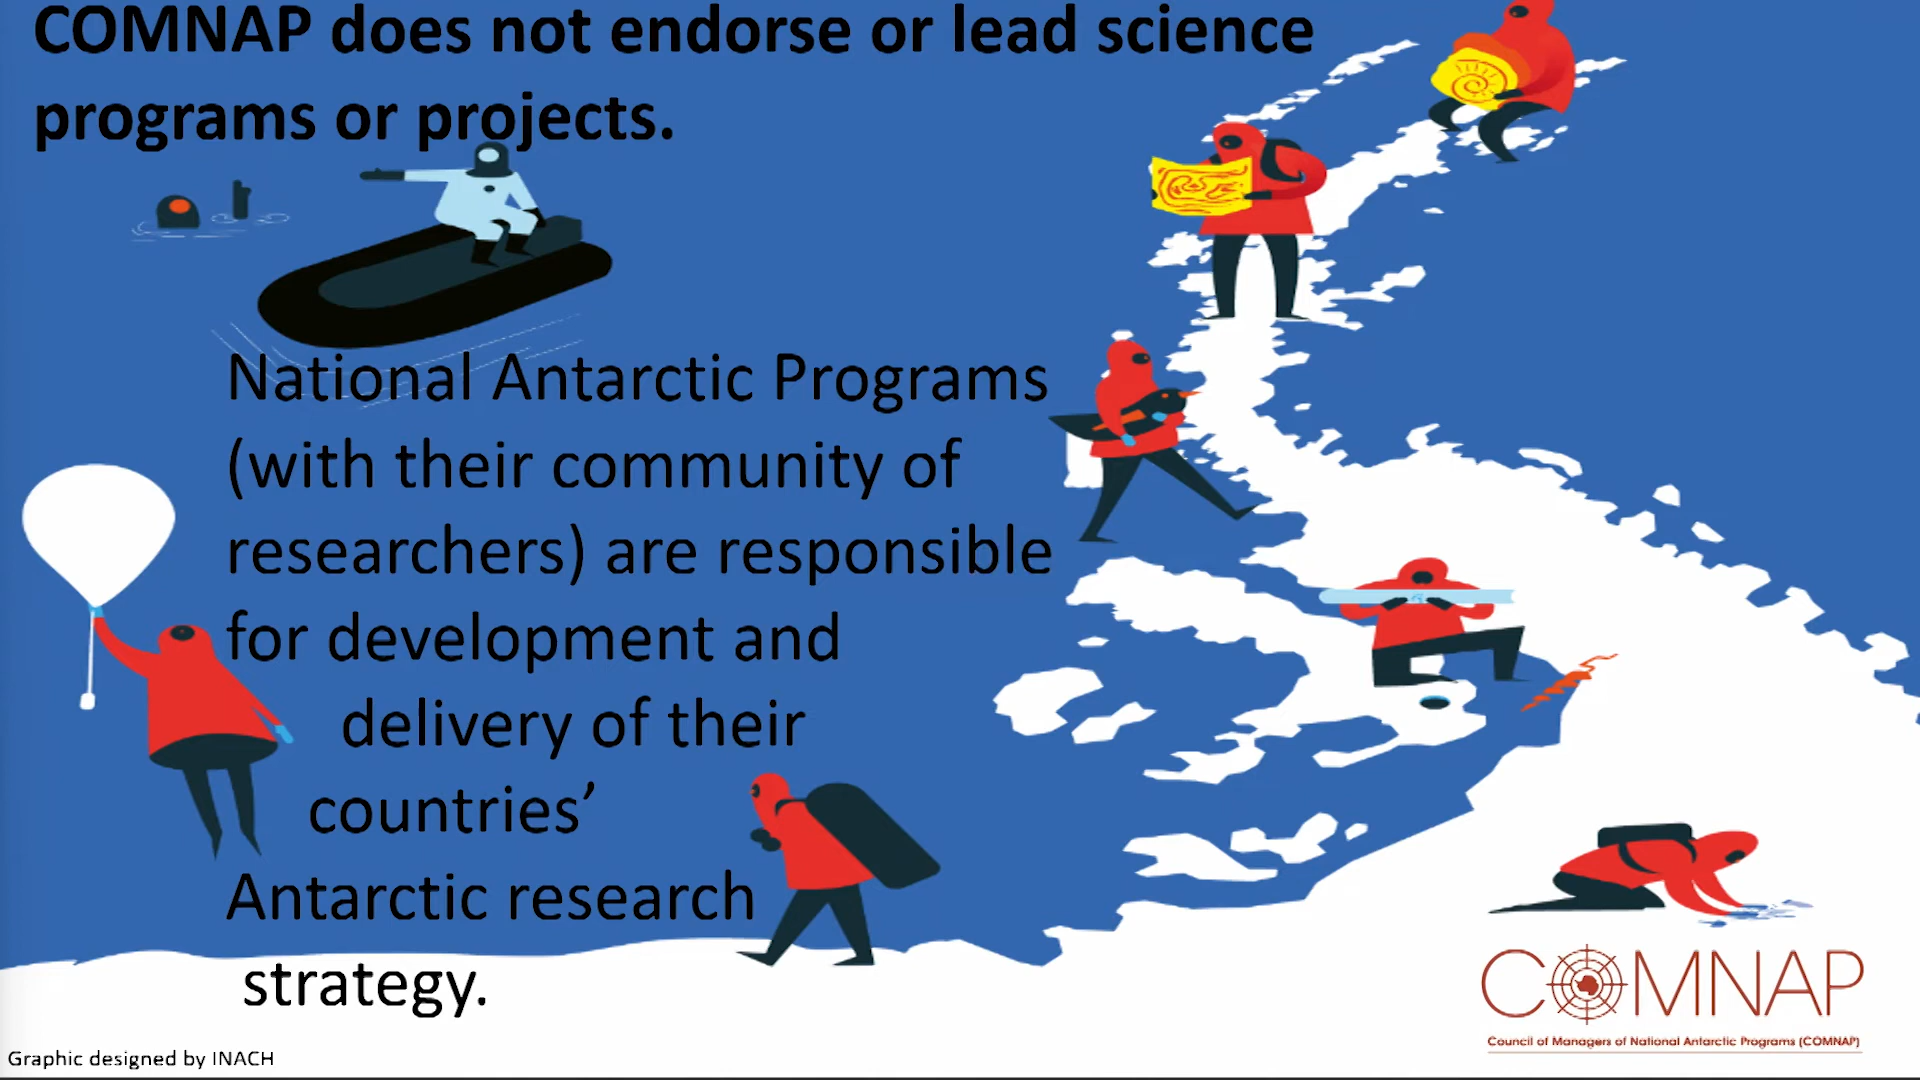 COMNAP does not endorse or lead science
programs or projects.
National Antarctic Programs
(with their community of
researchers) are responsible
for development and
delivery of their
countries’
Antarctic research
strategy.
Graphic designed by INACH
COMNAP
Council of Managers of National Antarctic Programs (COMNAP)